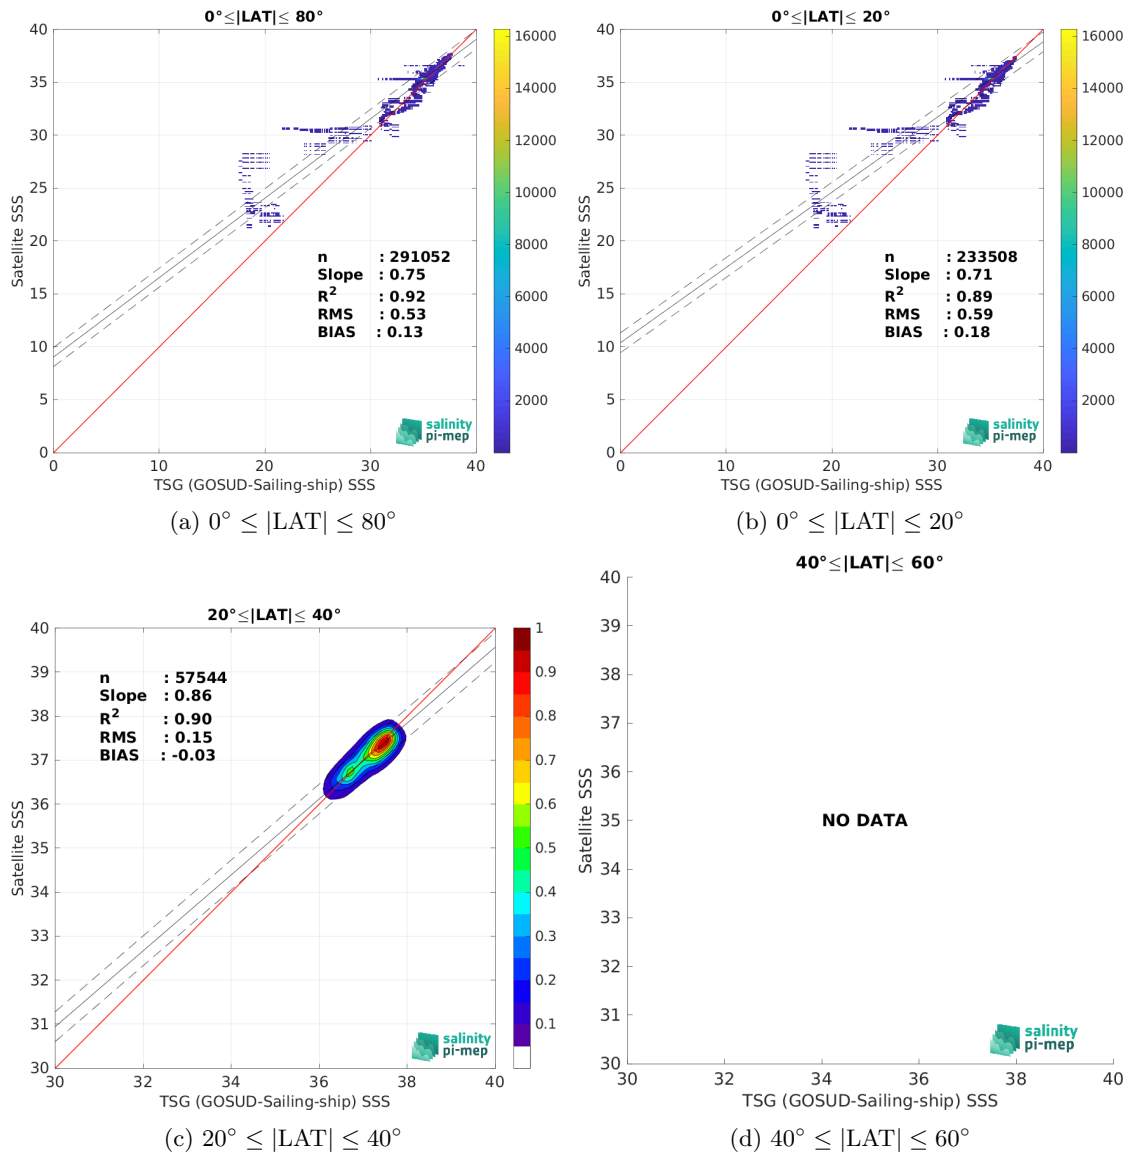 0°≤|LAT|≤ 80°
40
35
30
25
20
15
10
5
0
0
10
20
30
40
Satellite SSS
TSG (GOSUD-Sailing-ship) SSS
n : 291052
Slope : 0.75
R² : 0.92
RMS : 0.53
BIAS : 0.13
salinity
pi-mep
16000
14000
12000
10000
8000
6000
4000
2000
(a) 0° ≤ |LAT| ≤ 80°
0°≤|LAT|≤ 20°
40
35
30
25
20
15
10
5
0
0
10
20
30
40
Satellite SSS
TSG (GOSUD-Sailing-ship) SSS
n : 233508
Slope : 0.71
R² : 0.89
RMS : 0.59
BIAS : 0.18
salinity
pi-mep
16000
14000
12000
10000
8000
6000
4000
2000
(b) 0° ≤ |LAT| ≤ 20°
20°≤|LAT|≤ 40°
40
39
38
37
36
35
34
33
32
31
30
30
32
34
36
38
40
Satellite SSS
TSG (GOSUD-Sailing-ship) SSS
n : 57544
Slope : 0.86
R² : 0.90
RMS : 0.15
BIAS : -0.03
salinity
pi-mep
1
0.9
0.8
0.7
0.6
0.5
0.4
0.3
0.2
0.1
(c) 20° ≤ |LAT| ≤ 40°
40°≤|LAT|≤ 60°
40
39
38
37
36
35
34
33
32
31
30
30
32
34
36
38
40
Satellite SSS
TSG (GOSUD-Sailing-ship) SSS
NO DATA
salinity
pi-mep
(d) 40° ≤ |LAT| ≤ 60°